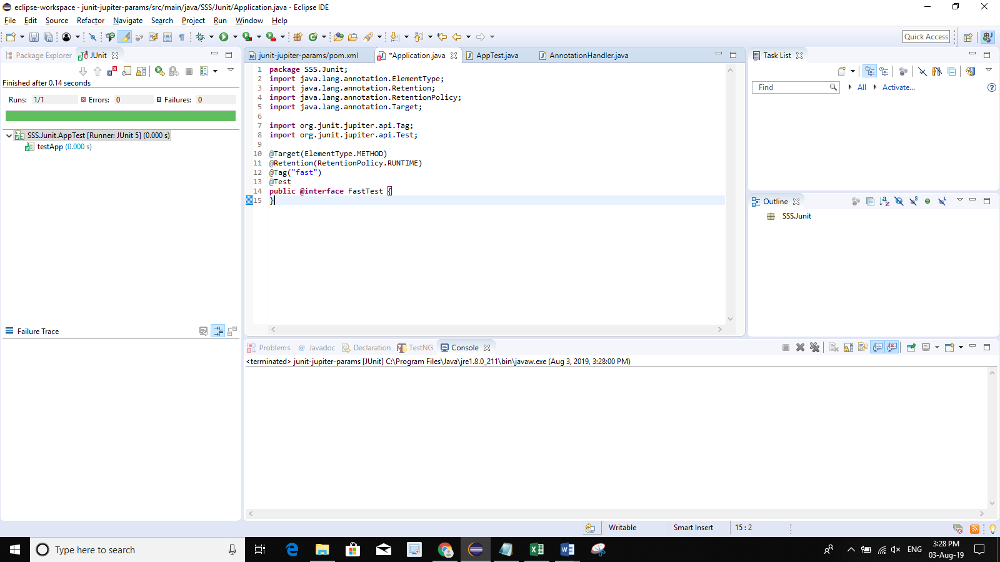 eclipse-workspace - junit-jupiter-params/src/main/java/SSS/Junit/Application.java - Eclipse IDE
File Edit Source Refactor Navigate Search Project Run Window Help
Quick Access
Package Explorer JUnit
Finished after 0.14 seconds
Runs: 1/1 Errors: 0 Failures: 0
SSS.Junit.AppTest [Runner: JUnit 5] (0.000 s)
testApp (0.000 s)
Failure Trace
junit-jupiter-params/pom.xml *Application.java AppTest.java AnnotationHandler.java
1 package SSS.Junit;
2 import java.lang.annotation.ElementType;
3 import java.lang.annotation.Retention;
4 import java.lang.annotation.RetentionPolicy;
5 import java.lang.annotation.Target;
6
7 import org.junit.jupiter.api.Tag;
8 import org.junit.jupiter.api.Test;
9
10 @Target(ElementType.METHOD)
11 @Retention(RetentionPolicy.RUNTIME)
12 @Tag("fast")
13 @Test
14 public @interface FastTest {
15 }
Task List
Find All Activate...
Outline
SSS.Junit
Problems @ Javadoc Declaration TestNG Console
<terminated> junit-jupiter-params [JUnit] C:\Program Files\Java\jre1.8.0_211\bin\javaw.exe (Aug 3, 2019, 3:28:00 PM)
Writable Smart Insert 15 : 2
Type here to search
ENG
3:28 PM
03-Aug-19